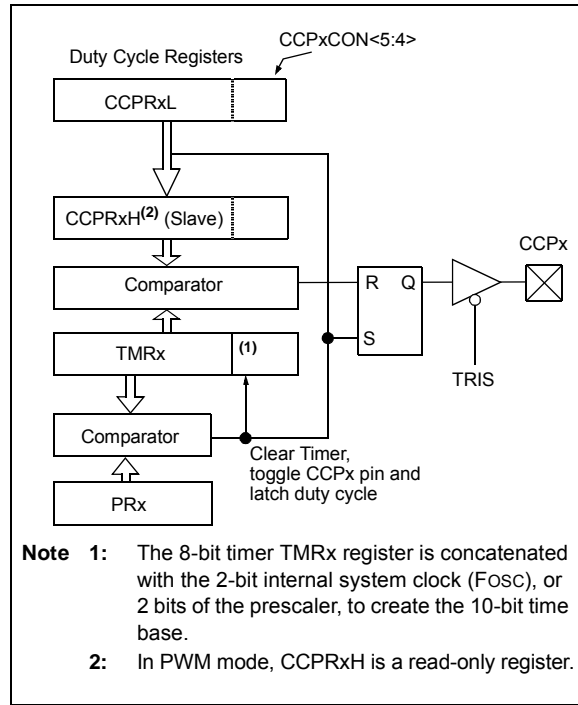 CCPxCON<5:4>
Duty Cycle Registers
CCPRxL
CCPRxH(2) (Slave)
CCPx
Comparator
R Q
TMRx (1)
S
TRIS
Comparator
Clear Timer,
toggle CCPx pin and
latch duty cycle
PRx
Note 1: The 8-bit timer TMRx register is concatenated
with the 2-bit internal system clock (FOSC), or
2 bits of the prescaler, to create the 10-bit time
base.
2: In PWM mode, CCPRxH is a read-only register.